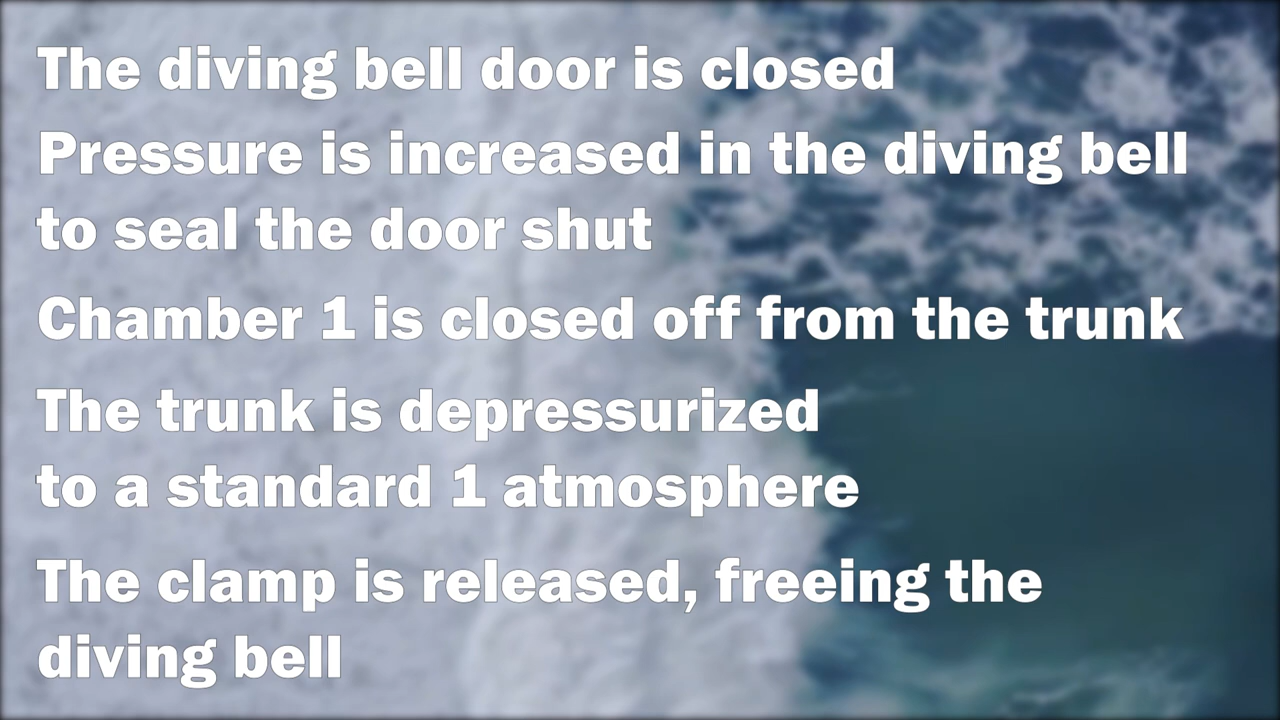 The diving bell door is closed
Pressure is increased in the diving bell
to seal the door shut
Chamber 1 is closed off from the trunk
The trunk is depressurized
to a standard 1 atmosphere
The clamp is released, freeing the
diving bell